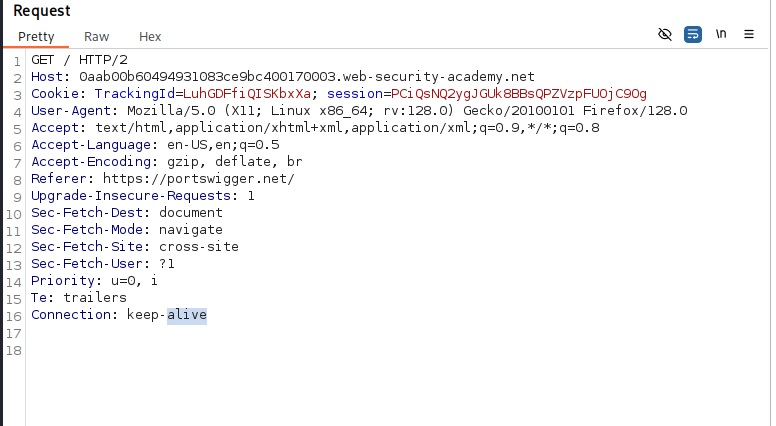 Request
Pretty Raw Hex \n
1 GET / HTTP/2
2 Host: 0aab00b60494931083ce9bc400170003.web-security-academy.net
3 Cookie: TrackingId=LuhGDFfiQISKbxXa; session=PCiQsNQ2ygJGUk8BBsQPZVzpFUOjC9Og
4 User-Agent: Mozilla/5.0 (X11; Linux x86_64; rv:128.0) Gecko/20100101 Firefox/128.0
5 Accept: text/html,application/xhtml+xml,application/xml;q=0.9,*/*;q=0.8
6 Accept-Language: en-US,en;q=0.5
7 Accept-Encoding: gzip, deflate, br
8 Referer: https://portswigger.net/
9 Upgrade-Insecure-Requests: 1
10 Sec-Fetch-Dest: document
11 Sec-Fetch-Mode: navigate
12 Sec-Fetch-Site: cross-site
13 Sec-Fetch-User: ?1
14 Priority: u=0, i
15 Te: trailers
16 Connection: keep-alive
17
18